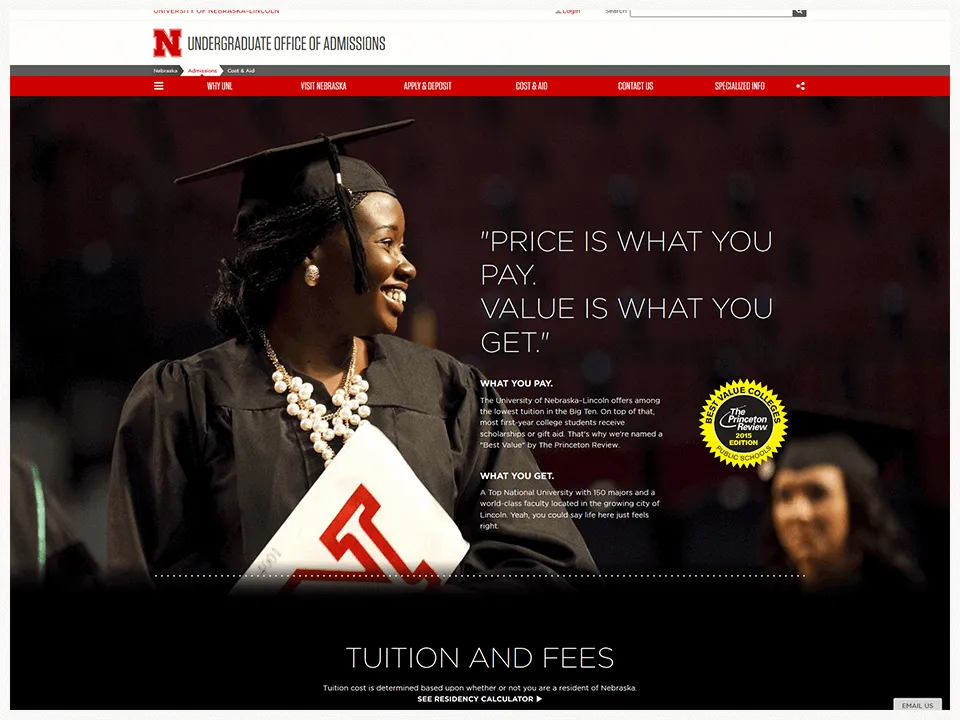 UNIVERSITY OF NEBRASKA-LINCOLN
Login
Search
N UNDERGRADUATE OFFICE OF ADMISSIONS
Nebraska Admissions Cost & Aid
WHY UNL VISIT NEBRASKA APPLY & DEPOSIT COST & AID CONTACT US SPECIALIZED INFO
"PRICE IS WHAT YOU
PAY.
VALUE IS WHAT YOU
GET."
WHAT YOU PAY.
The University of Nebraska-Lincoln offers among
the lowest tuition in the Big Ten. On top of that,
most first-year college students receive
scholarships or gift aid. That's why we're named a
"Best Value" by The Princeton Review.
BEST VALUE COLLEGES
The
Princeton
Review
2015
EDITION
PUBLIC SCHOOLS
WHAT YOU GET.
A Top National University with 150 majors and a
world-class faculty located in the growing city of
Lincoln. Yeah, you could say life here just feels
right.
N
TUITION AND FEES
Tuition cost is determined based upon whether or not you are a resident of Nebraska.
SEE RESIDENCY CALCULATOR
EMAIL US